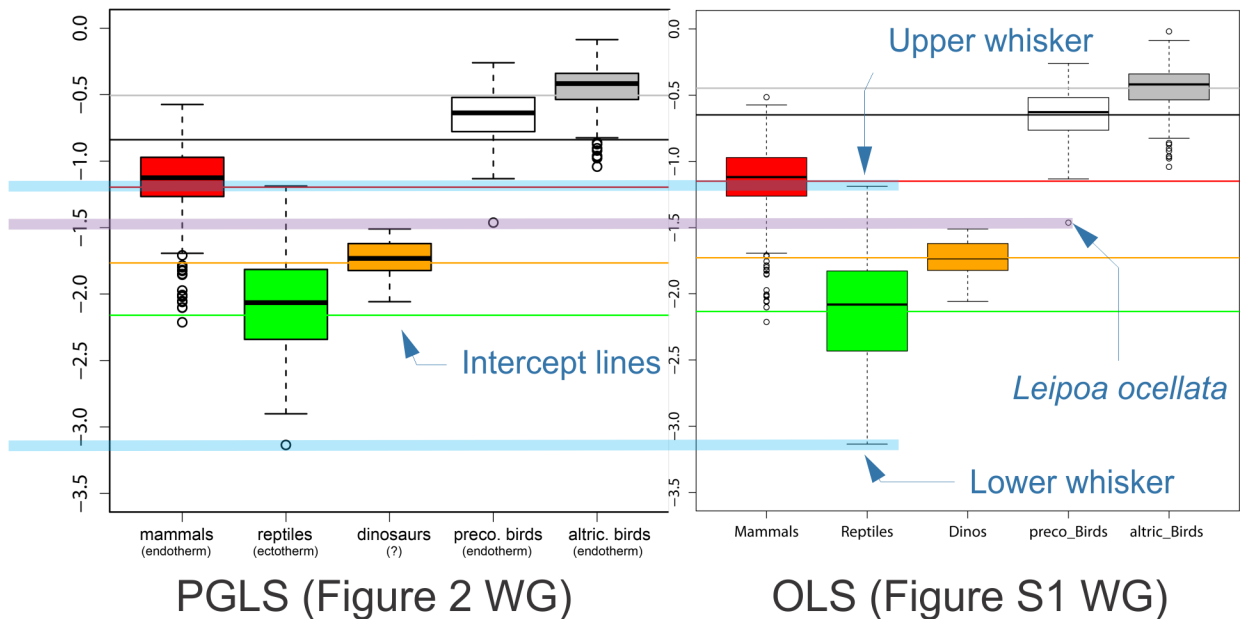 0.0
−0.5
−1.0
−1.5
−2.0
−2.5
−3.0
−3.5
mammals
(endotherm)
reptiles
(ectotherm)
dinosaurs
(?)
preco. birds
(endotherm)
altric. birds
(endotherm)
Intercept lines
PGLS (Figure 2 WG)
0.0
−0.5
−1.0
−1.5
−2.0
−2.5
−3.0
−3.5
Upper whisker
Leipoa ocellata
Lower whisker
Mammals
Reptiles
Dinos
preco_Birds
altric_Birds
OLS (Figure S1 WG)